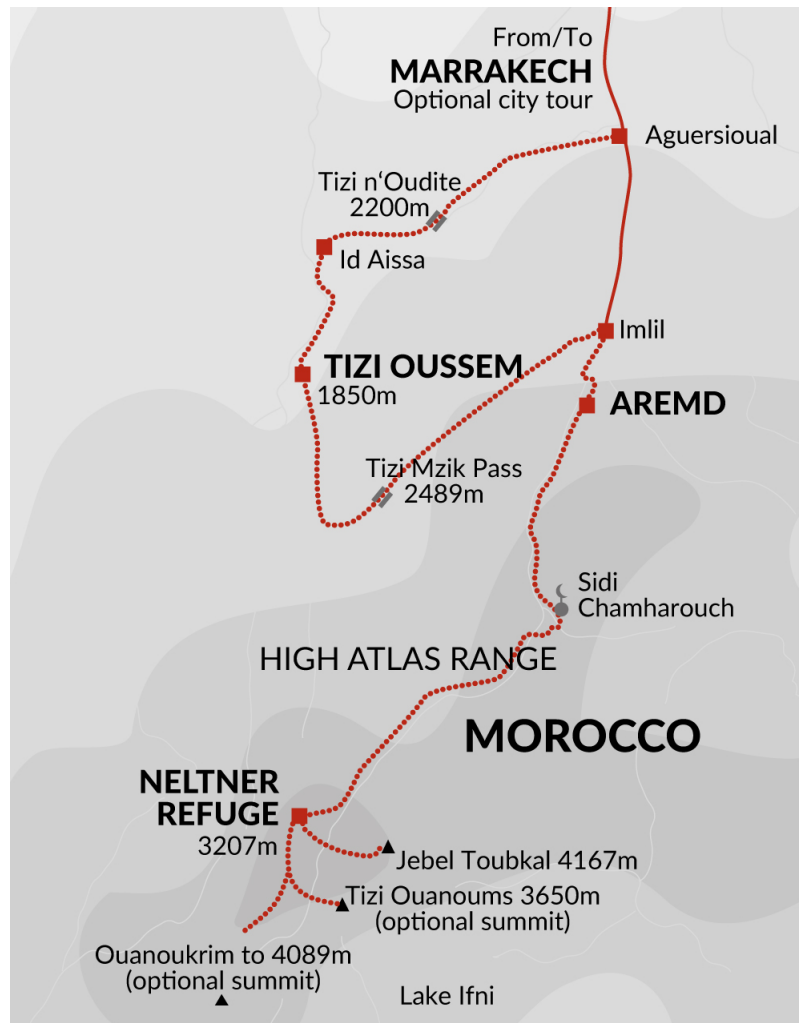 From/To
MARRAKECH
Optional city tour
Aguersioual
Tizi n‘Oudite
2200m
Id Aissa
Imlil
TIZI OUSSEM
1850m
AREMD
Tizi Mzik Pass
2489m
Sidi
Chamharouch
HIGH ATLAS RANGE
MOROCCO
NELTNER
REFUGE
3207m
Jebel Toubkal 4167m
Tizi Ouanoums 3650m
(optional summit)
Ouanoukrim to 4089m
(optional summit)
Lake Ifni